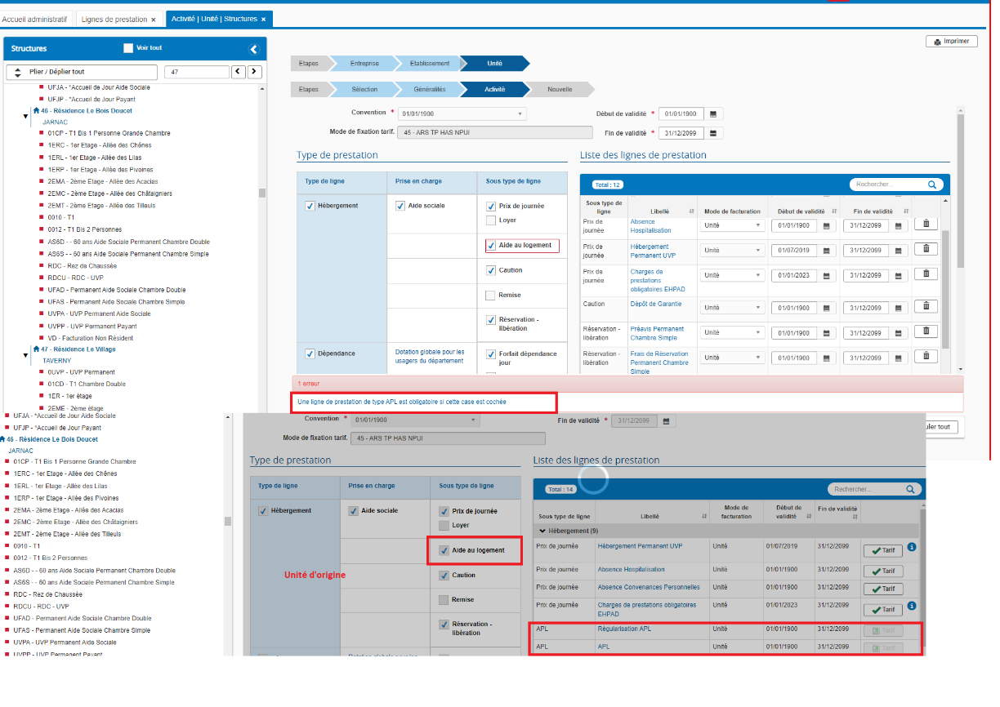 Accueil administratif
Lignes de prestation ×
Activité | Unité | Structures ×
Imprimer
Structures
Voir tout
Plier / Déplier tout
47
UFJA - *Accueil de Jour Aide Sociale
UFJP - *Accueil de Jour Payant
46 - Résidence Le Bois Doucet
JARNAC
01CP - T1 Bis 1 Personne Grande Chambre
1ERC - 1er Etage - Allée des Chênes
1ERL - 1er Etage - Allée des Lilas
1ERP - 1er Etage - Allée des Pivoines
2EMA - 2ème Etage - Allée des Acacias
2EMC - 2ème Etage - Allée des Châtaigniers
2EMT - 2ème Etage - Allée des Tilleuls
0010 - T1
0012 - T1 Bis 2 Personnes
AS6D - - 60 ans Aide Sociale Permanent Chambre Double
AS6S - - 60 ans Aide Sociale Permanent Chambre Simple
RDC - Rez de Chaussée
RDCU - RDC - UVP
UFAD - Permanent Aide Sociale Chambre Double
UFAS - Permanent Aide Sociale Chambre Simple
UVPA - UVP Permanent Aide Sociale
UVPP - UVP Permanent Payant
VD - Facturation Non Résident
47 - Résidence Le Village
TAVERNY
0UVP - UVP Permanent
01CD - T1 Chambre Double
1ER - 1er étage
2EME - 2ème étage
Etapes
Entreprise
Etablissement
Unité
Etapes
Sélection
Généralités
Activité
Nouvelle
Convention * 01/01/1900
Début de validité * 01/01/1900
Mode de fixation tarif. 45 - ARS TP HAS NPUI
Fin de validité * 31/12/2099
Type de prestation
Type de ligne
Prise en charge
Sous type de ligne
Hébergement
Aide sociale
Prix de journée
Loyer
Aide au logement
Caution
Remise
Réservation - libération
Dépendance
Dotation globale pour les usagers du département
Forfait dépendance jour
Liste des lignes de prestation
Total : 12
Rechercher...
Sous type de ligne
Libellé
Mode de facturation
Début de validité
Fin de validité
Prix de journée Absence Hospitalisation Unité 01/01/1900 31/12/2099
Prix de journée Hébergement Permanent UVP Unité 01/07/2019 31/12/2099
Prix de journée Charges de prestations obligatoires EHPAD Unité 01/01/2023 31/12/2099
Caution Dépôt de Garantie Unité 01/01/1900 31/12/2099
Réservation - libération Préavis Permanent Chambre Simple Unité 01/01/1900 31/12/2099
Réservation - libération Frais de Réservation Permanent Chambre Simple Unité 01/01/1900 31/12/2099
1 erreur
Une ligne de prestation de type APL est obligatoire si cette case est cochée
uler tout
UFJA - *Accueil de Jour Aide Sociale
UFJP - *Accueil de Jour Payant
46 - Résidence Le Bois Doucet
JARNAC
01CP - T1 Bis 1 Personne Grande Chambre
1ERC - 1er Etage - Allée des Chênes
1ERL - 1er Etage - Allée des Lilas
1ERP - 1er Etage - Allée des Pivoines
2EMA - 2ème Etage - Allée des Acacias
2EMC - 2ème Etage - Allée des Châtaigniers
2EMT - 2ème Etage - Allée des Tilleuls
0010 - T1
0012 - T1 Bis 2 Personnes
AS6D - - 60 ans Aide Sociale Permanent Chambre Double
AS6S - - 60 ans Aide Sociale Permanent Chambre Simple
RDC - Rez de Chaussée
RDCU - RDC - UVP
UFAD - Permanent Aide Sociale Chambre Double
UFAS - Permanent Aide Sociale Chambre Simple
UVPA - UVP Permanent Aide Sociale
UVPP - UVP Permanent Payant
Convention * 01/01/1900
Fin de validité * 31/12/2099
Mode de fixation tarif. 45 - ARS TP HAS NPUI
Type de prestation
Type de ligne
Prise en charge
Sous type de ligne
Hébergement
Aide sociale
Prix de journée
Loyer
Aide au logement
Unité d'origine
Caution
Remise
Réservation - libération
Liste des lignes de prestation
Total : 14
Rechercher...
Sous type de ligne
Libellé
Mode de facturation
Début de validité
Fin de validité
Hébergement (9)
Prix de journée Hébergement Permanent UVP Unité 01/07/2019 31/12/2099 Tarif
Prix de journée Absence Hospitalisation Unité 01/01/1900 31/12/2099 Tarif
Prix de journée Absence Convenances Personnelles Unité 01/01/1900 31/12/2099 Tarif
Prix de journée Charges de prestations obligatoires EHPAD Unité 01/01/2023 31/12/2099 Tarif
APL Régularisation APL Unité 01/01/1900 31/12/2099 Tarif
APL APL Unité 01/01/1900 31/12/2099 Tarif